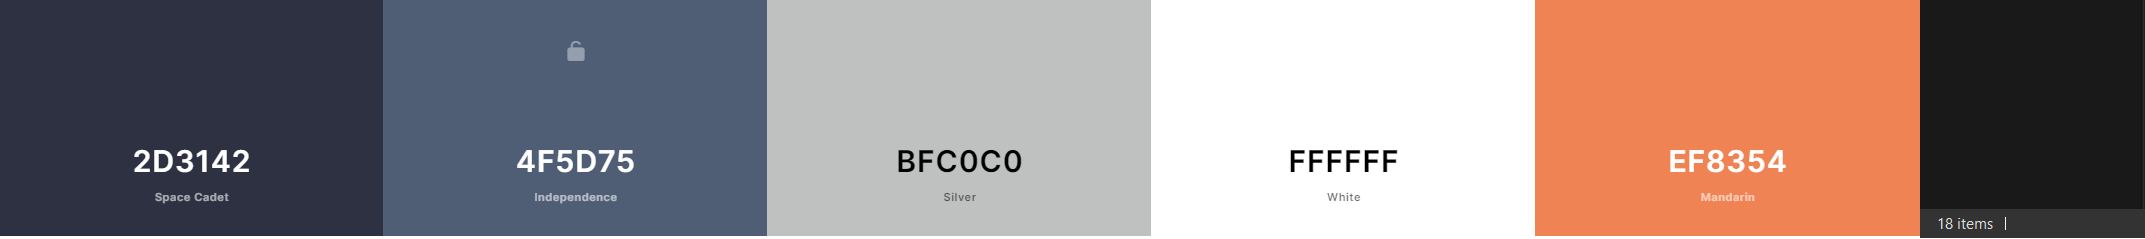 2D3142
Space Cadet
4F5D75
Independence
BFC0C0
Silver
FFFFFF
White
EF8354
Mandarin
18 items